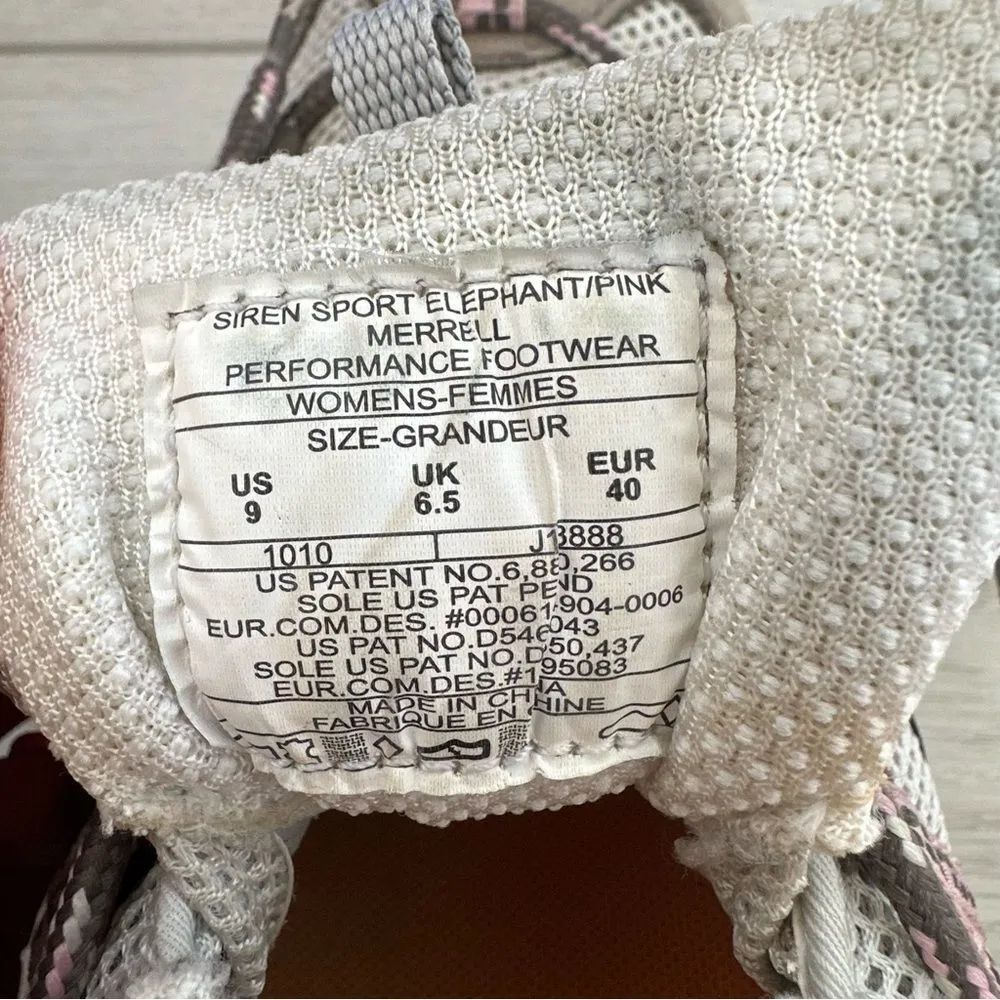 SIREN SPORT ELEPHANT/PINK
MERRELL
PERFORMANCE FOOTWEAR
WOMENS-FEMMES
SIZE-GRANDEUR
US UK EUR
9 6.5 40
1010 J13888
US PATENT NO.6,880,266
SOLE US PAT PEND
EUR.COM.DES. #00061904-0006
US PAT NO.D546043
SOLE US PAT NO.D50,437
EUR.COM.DES.#195083
MADE IN CHINA
FABRIQUE EN CHINE